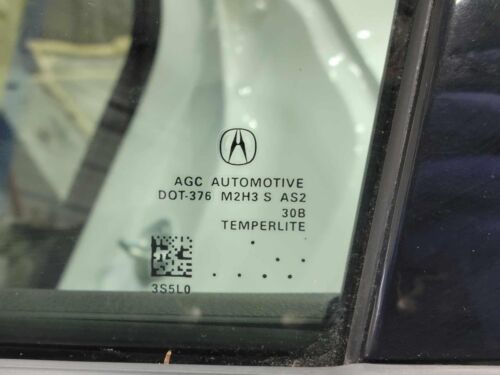 AGC AUTOMOTIVE
DOT-376 M2H3 S AS2
30B
TEMPERLITE
3S5L0